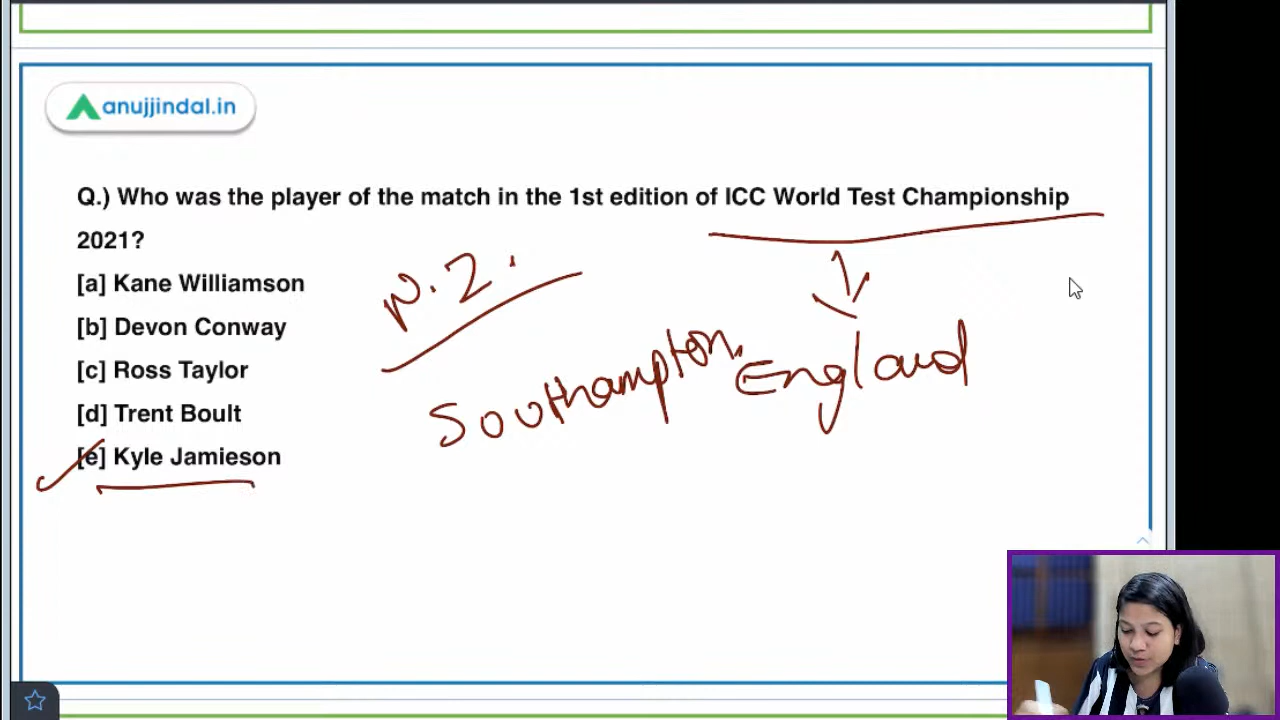 anujjindal.in
Q.) Who was the player of the match in the 1st edition of ICC World Test Championship
2021?
[a] Kane Williamson
N.Z.
[b] Devon Conway
Southampton, England
[c] Ross Taylor
[d] Trent Boult
[e] Kyle Jamieson